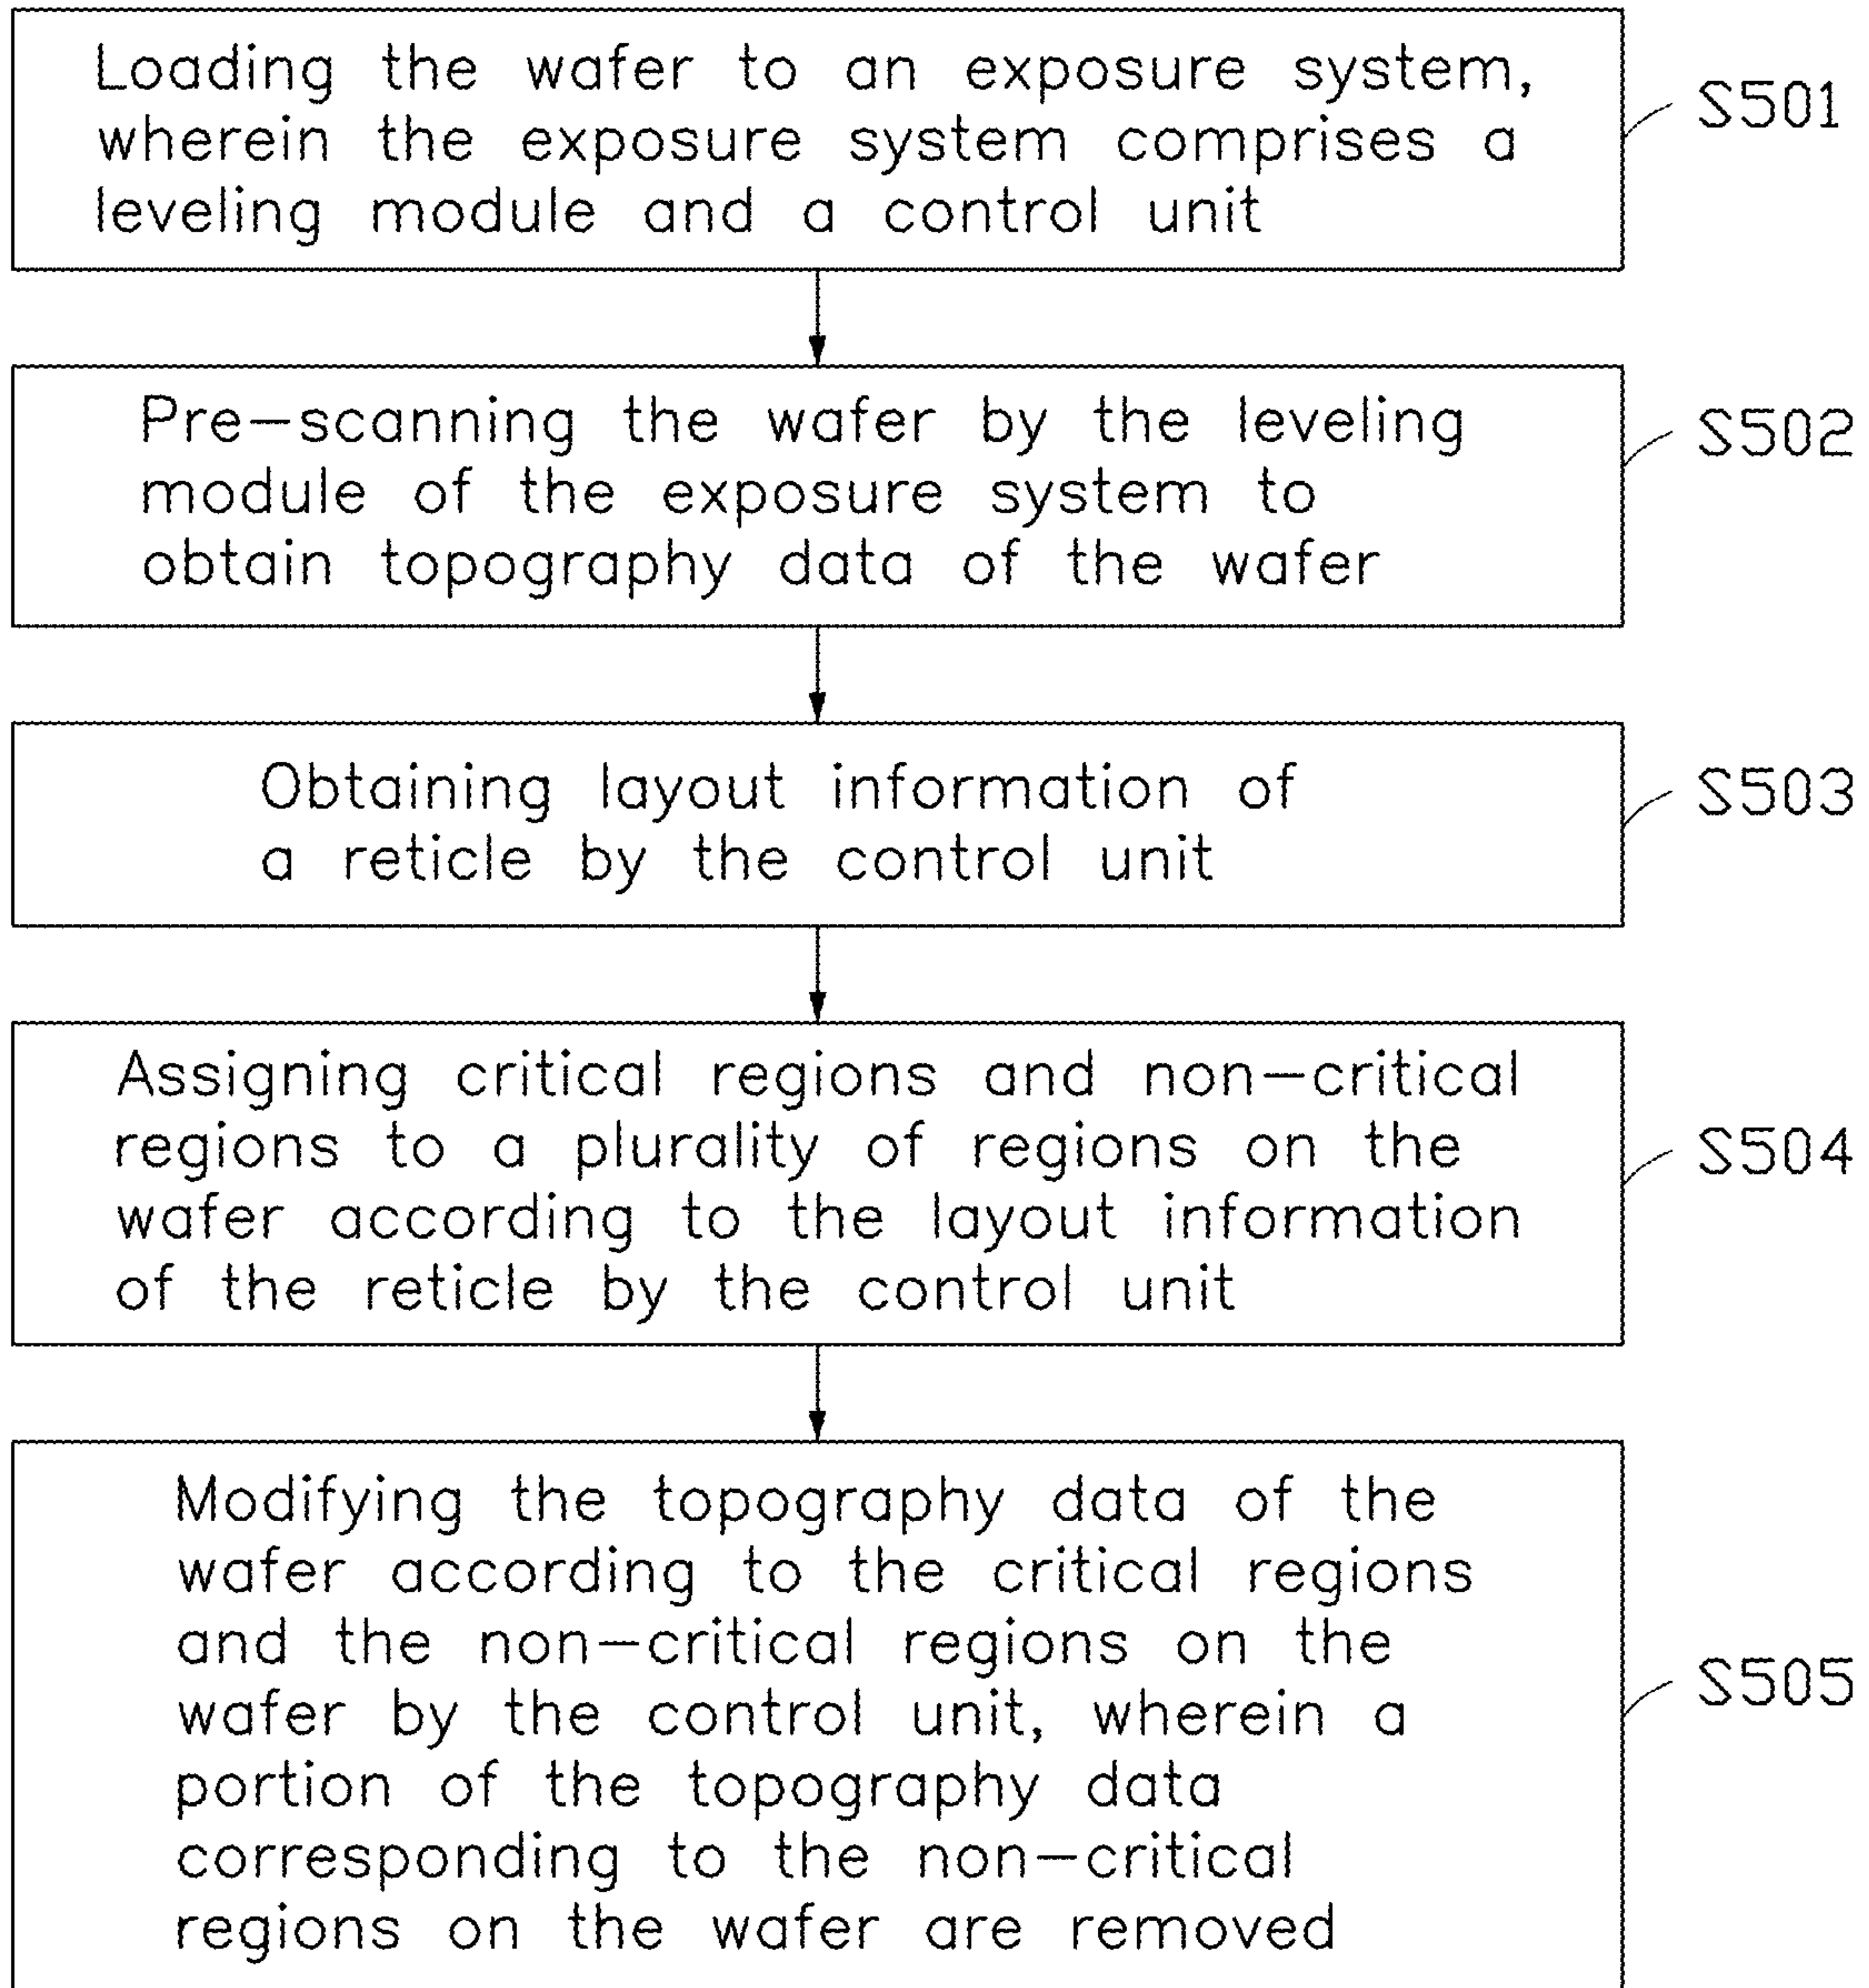 Loading the wafer to an exposure system,
wherein the exposure system comprises a
leveling module and a control unit
S501
Pre-scanning the wafer by the leveling
module of the exposure system to
obtain topography data of the wafer
S502
Obtaining layout information of
a reticle by the control unit
S503
Assigning critical regions and non-critical
regions to a plurality of regions on the
wafer according to the layout information
of the reticle by the control unit
S504
Modifying the topography data of the
wafer according to the critical regions
and the non-critical regions on the
wafer by the control unit, wherein a
portion of the topography data
corresponding to the non-critical
regions on the wafer are removed
S505